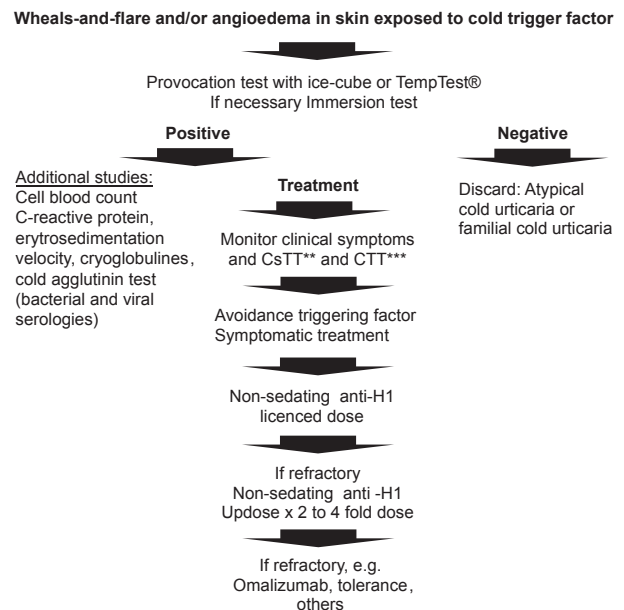 Wheals-and-flare and/or angioedema in skin exposed to cold trigger factor
Provocation test with ice-cube or TempTest®
If necessary Immersion test
Positive
Additional studies:
Cell blood count
C-reactive protein,
erytrosedimentation
velocity, cryoglobulines,
cold agglutinin test
(bacterial and viral
serologies)
Treatment
Monitor clinical symptoms
and CsTT** and CTT***
Avoidance triggering factor
Symptomatic treatment
Non-sedating anti-H1
licenced dose
If refractory
Non-sedating anti -H1
Updose x 2 to 4 fold dose
If refractory, e.g.
Omalizumab, tolerance,
others
Negative
Discard: Atypical
cold urticaria or
familial cold urticaria